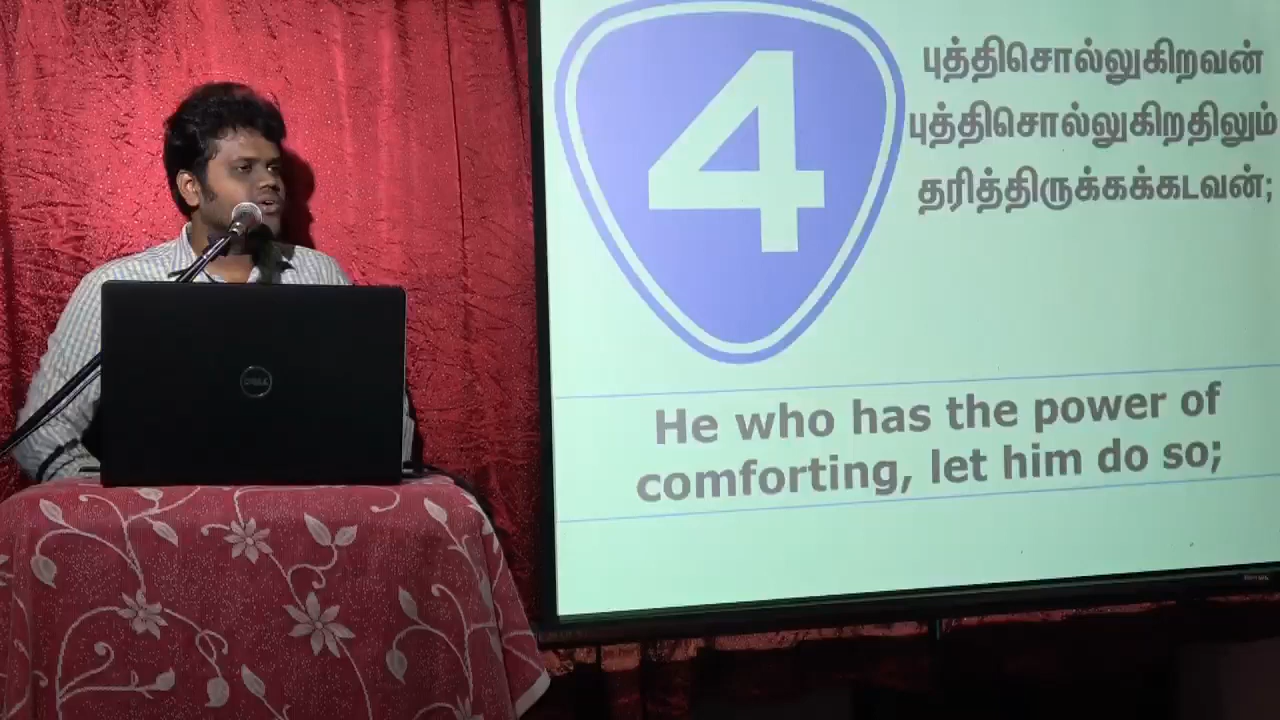 4
புத்திசொல்லுகிறவன்
புத்திசொல்லுகிறதிலும்
தரித்திருக்கக்கடவன்;
He who has the power of
comforting, let him do so;
DELL